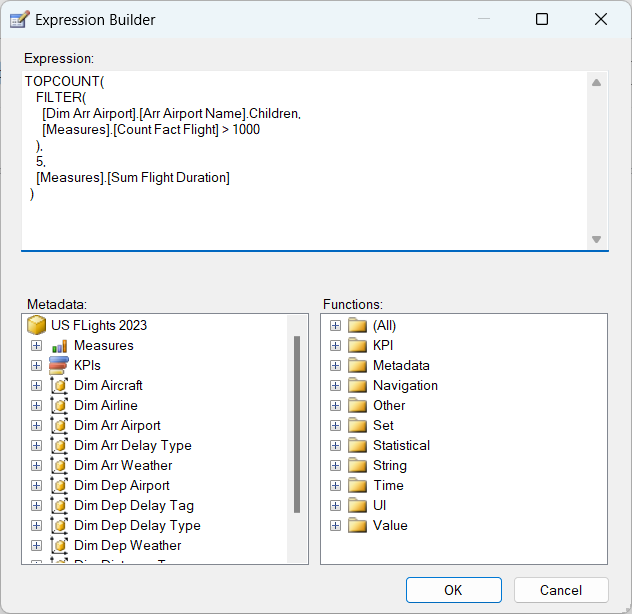 Expression Builder
Expression:
TOPCOUNT(
FILTER(
[Dim Arr Airport].[Arr Airport Name].Children,
[Measures].[Count Fact Flight] > 1000
),
5,
[Measures].[Sum Flight Duration]
)
Metadata:
US FLights 2023
Measures
KPIs
Dim Aircraft
Dim Airline
Dim Arr Airport
Dim Arr Delay Type
Dim Arr Weather
Dim Dep Airport
Dim Dep Delay Tag
Dim Dep Delay Type
Dim Dep Weather
Functions:
(All)
KPI
Metadata
Navigation
Other
Set
Statistical
String
Time
UI
Value
OK
Cancel